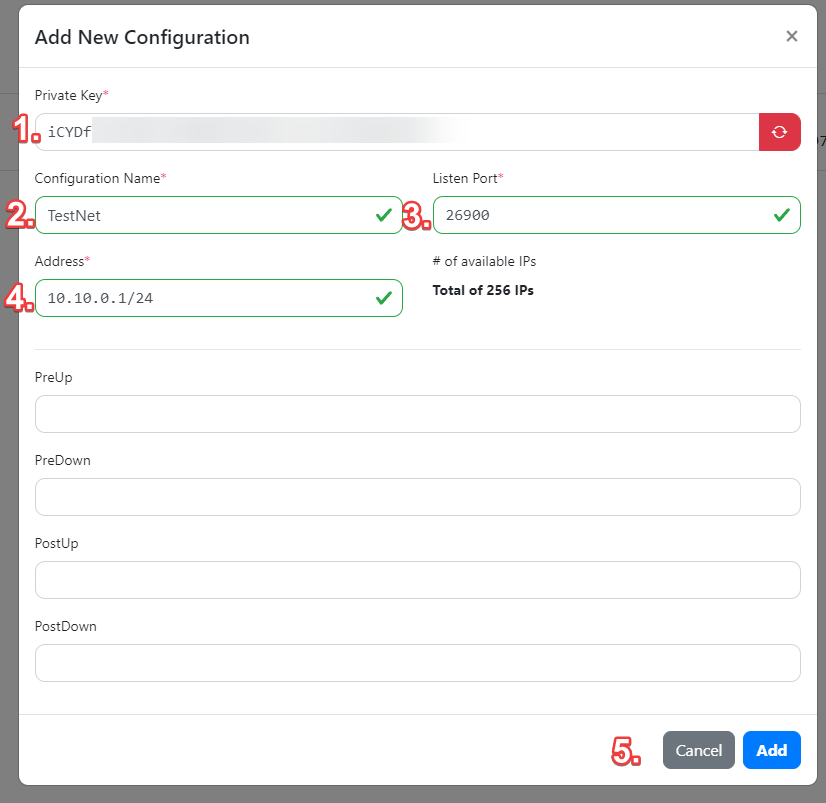 Add New Configuration ×
Private Key*
1. iCYDf
Configuration Name* Listen Port*
2. TestNet 3. 26900
Address* # of available IPs
4. 10.10.0.1/24 Total of 256 IPs
PreUp
PreDown
PostUp
PostDown
5. Cancel Add